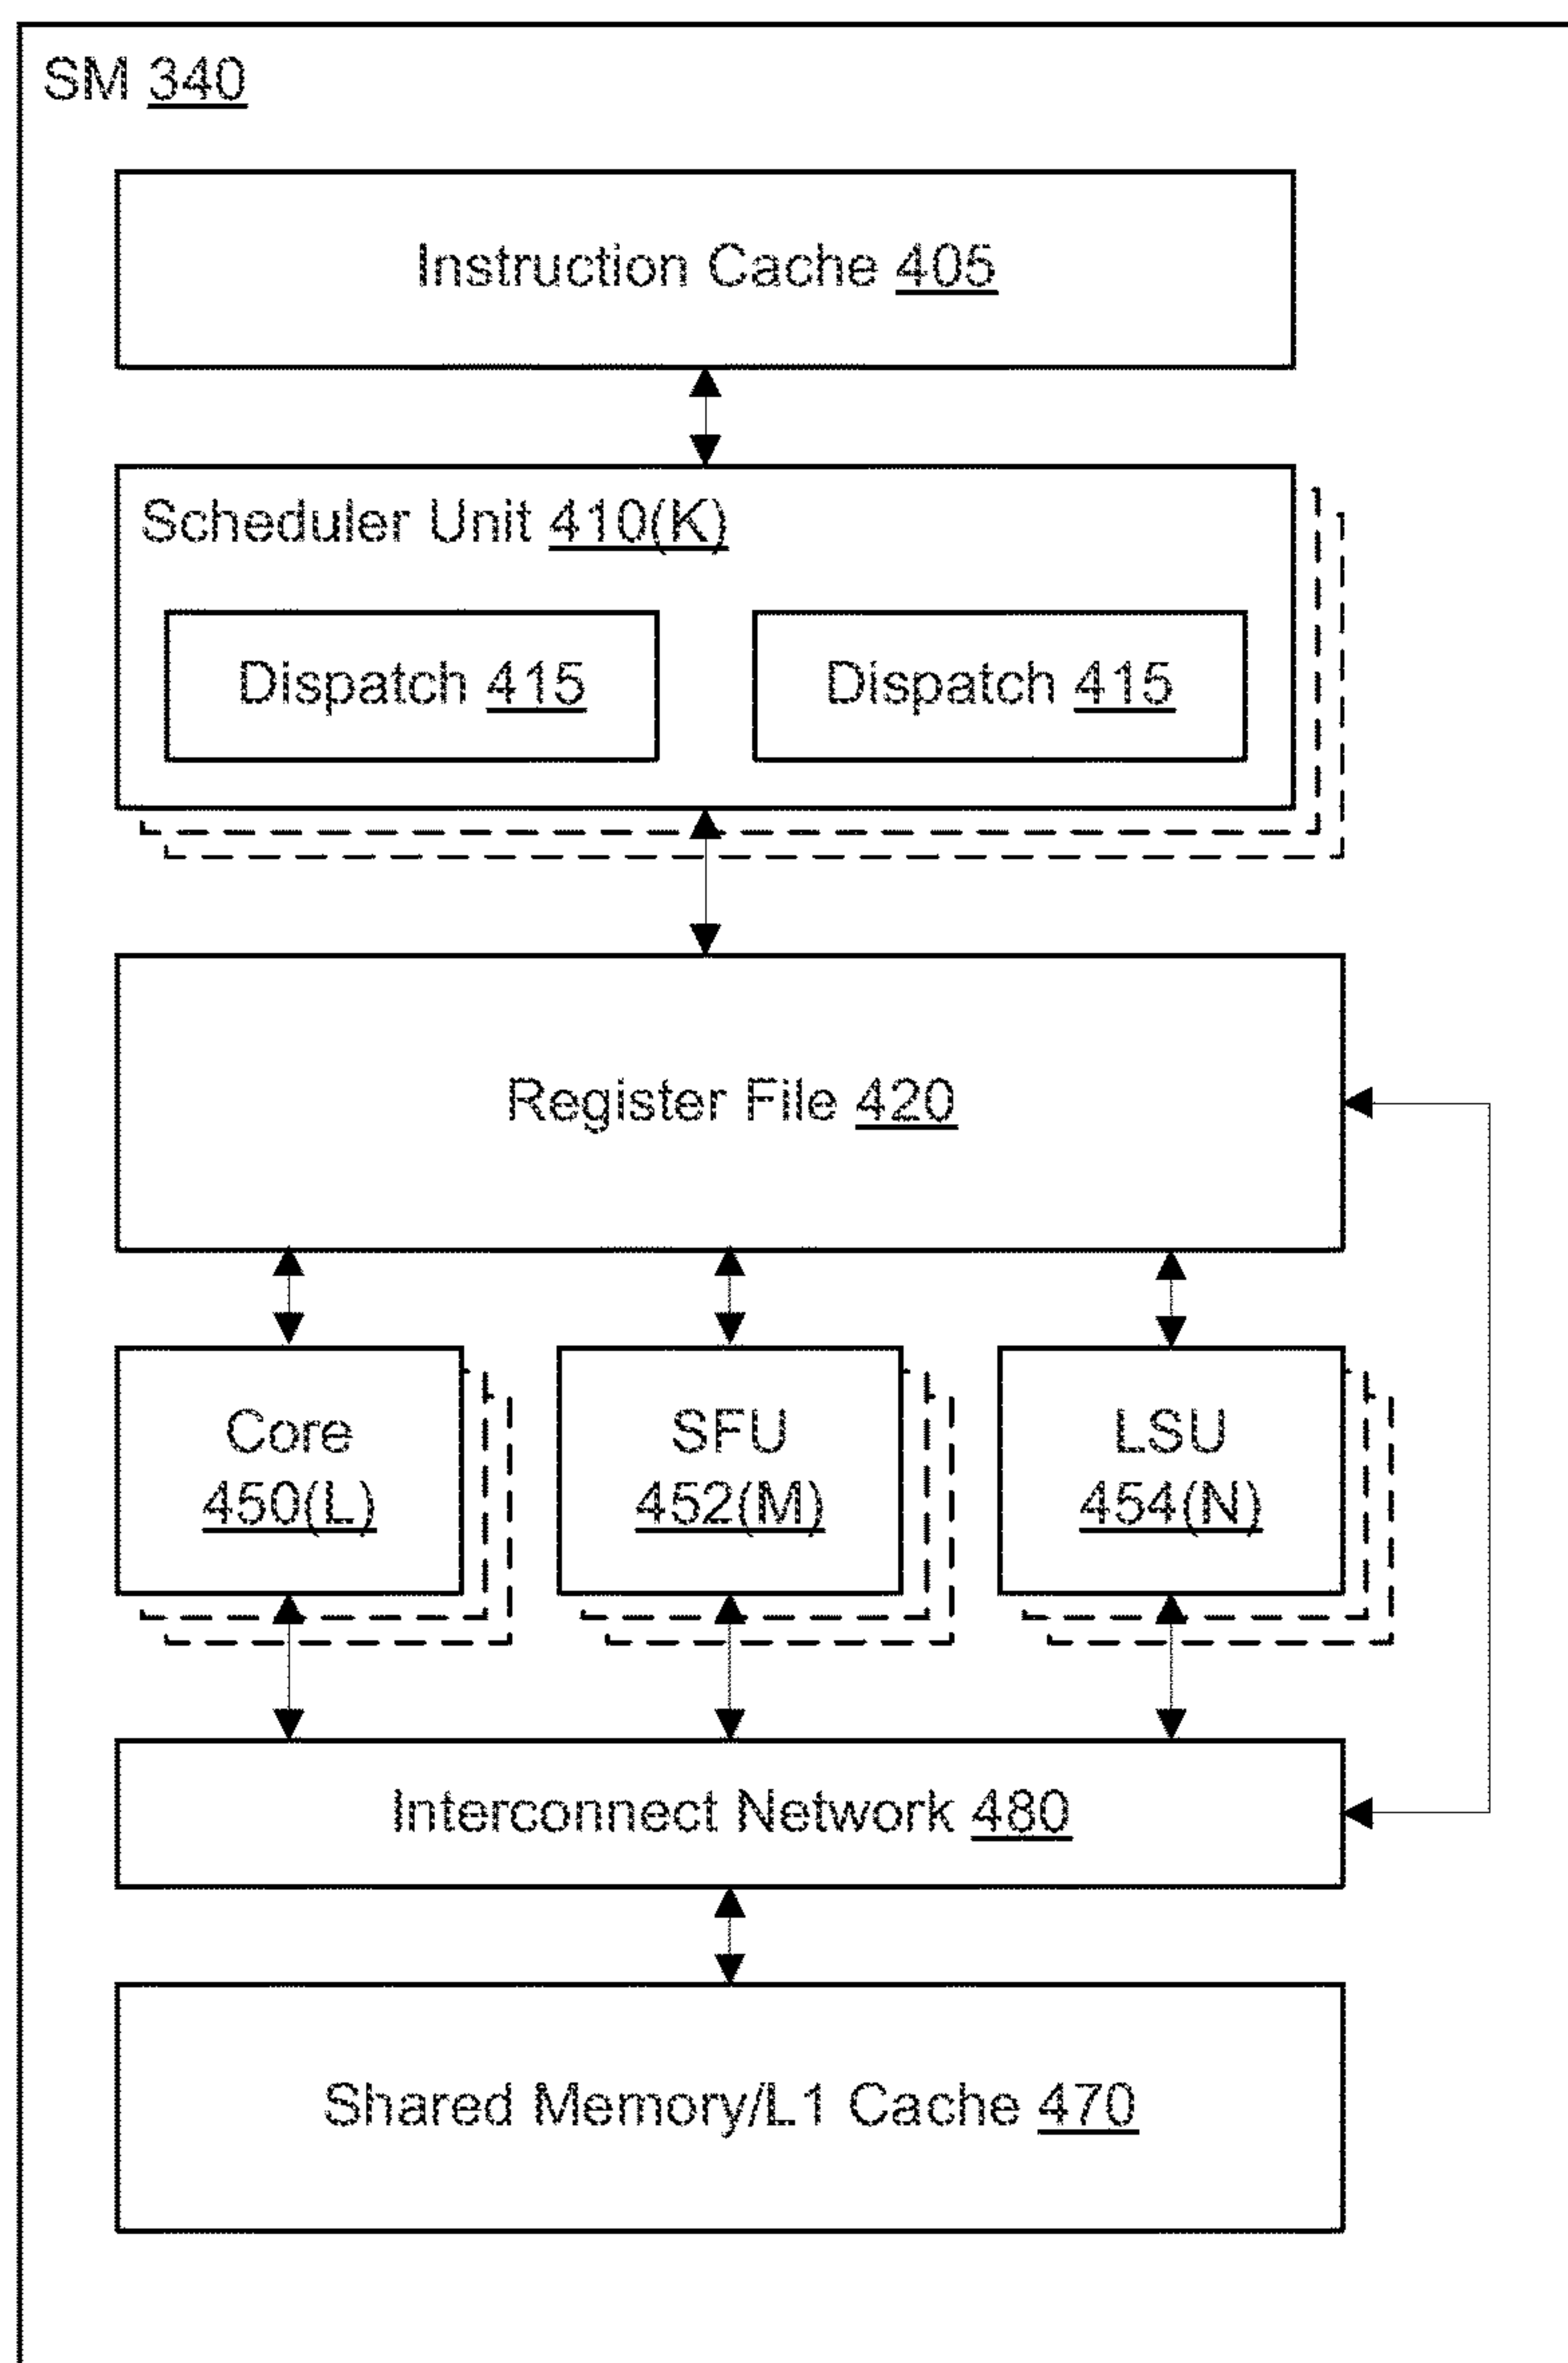 SM 340
Instruction Cache 405
Scheduler Unit 410(K)
Dispatch 415
Dispatch 415
Register File 420
Core
450(L)
SFU
452(M)
LSU
454(N)
Interconnect Network 480
Shared Memory/L1 Cache 470